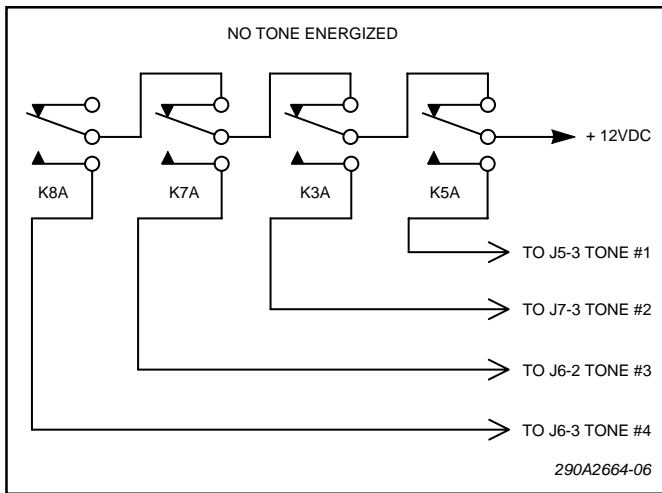 NO TONE ENERGIZED
+ 12VDC
K8A
K7A
K3A
K5A
TO J5-3 TONE #1
TO J7-3 TONE #2
TO J6-2 TONE #3
TO J6-3 TONE #4
290A2664-06